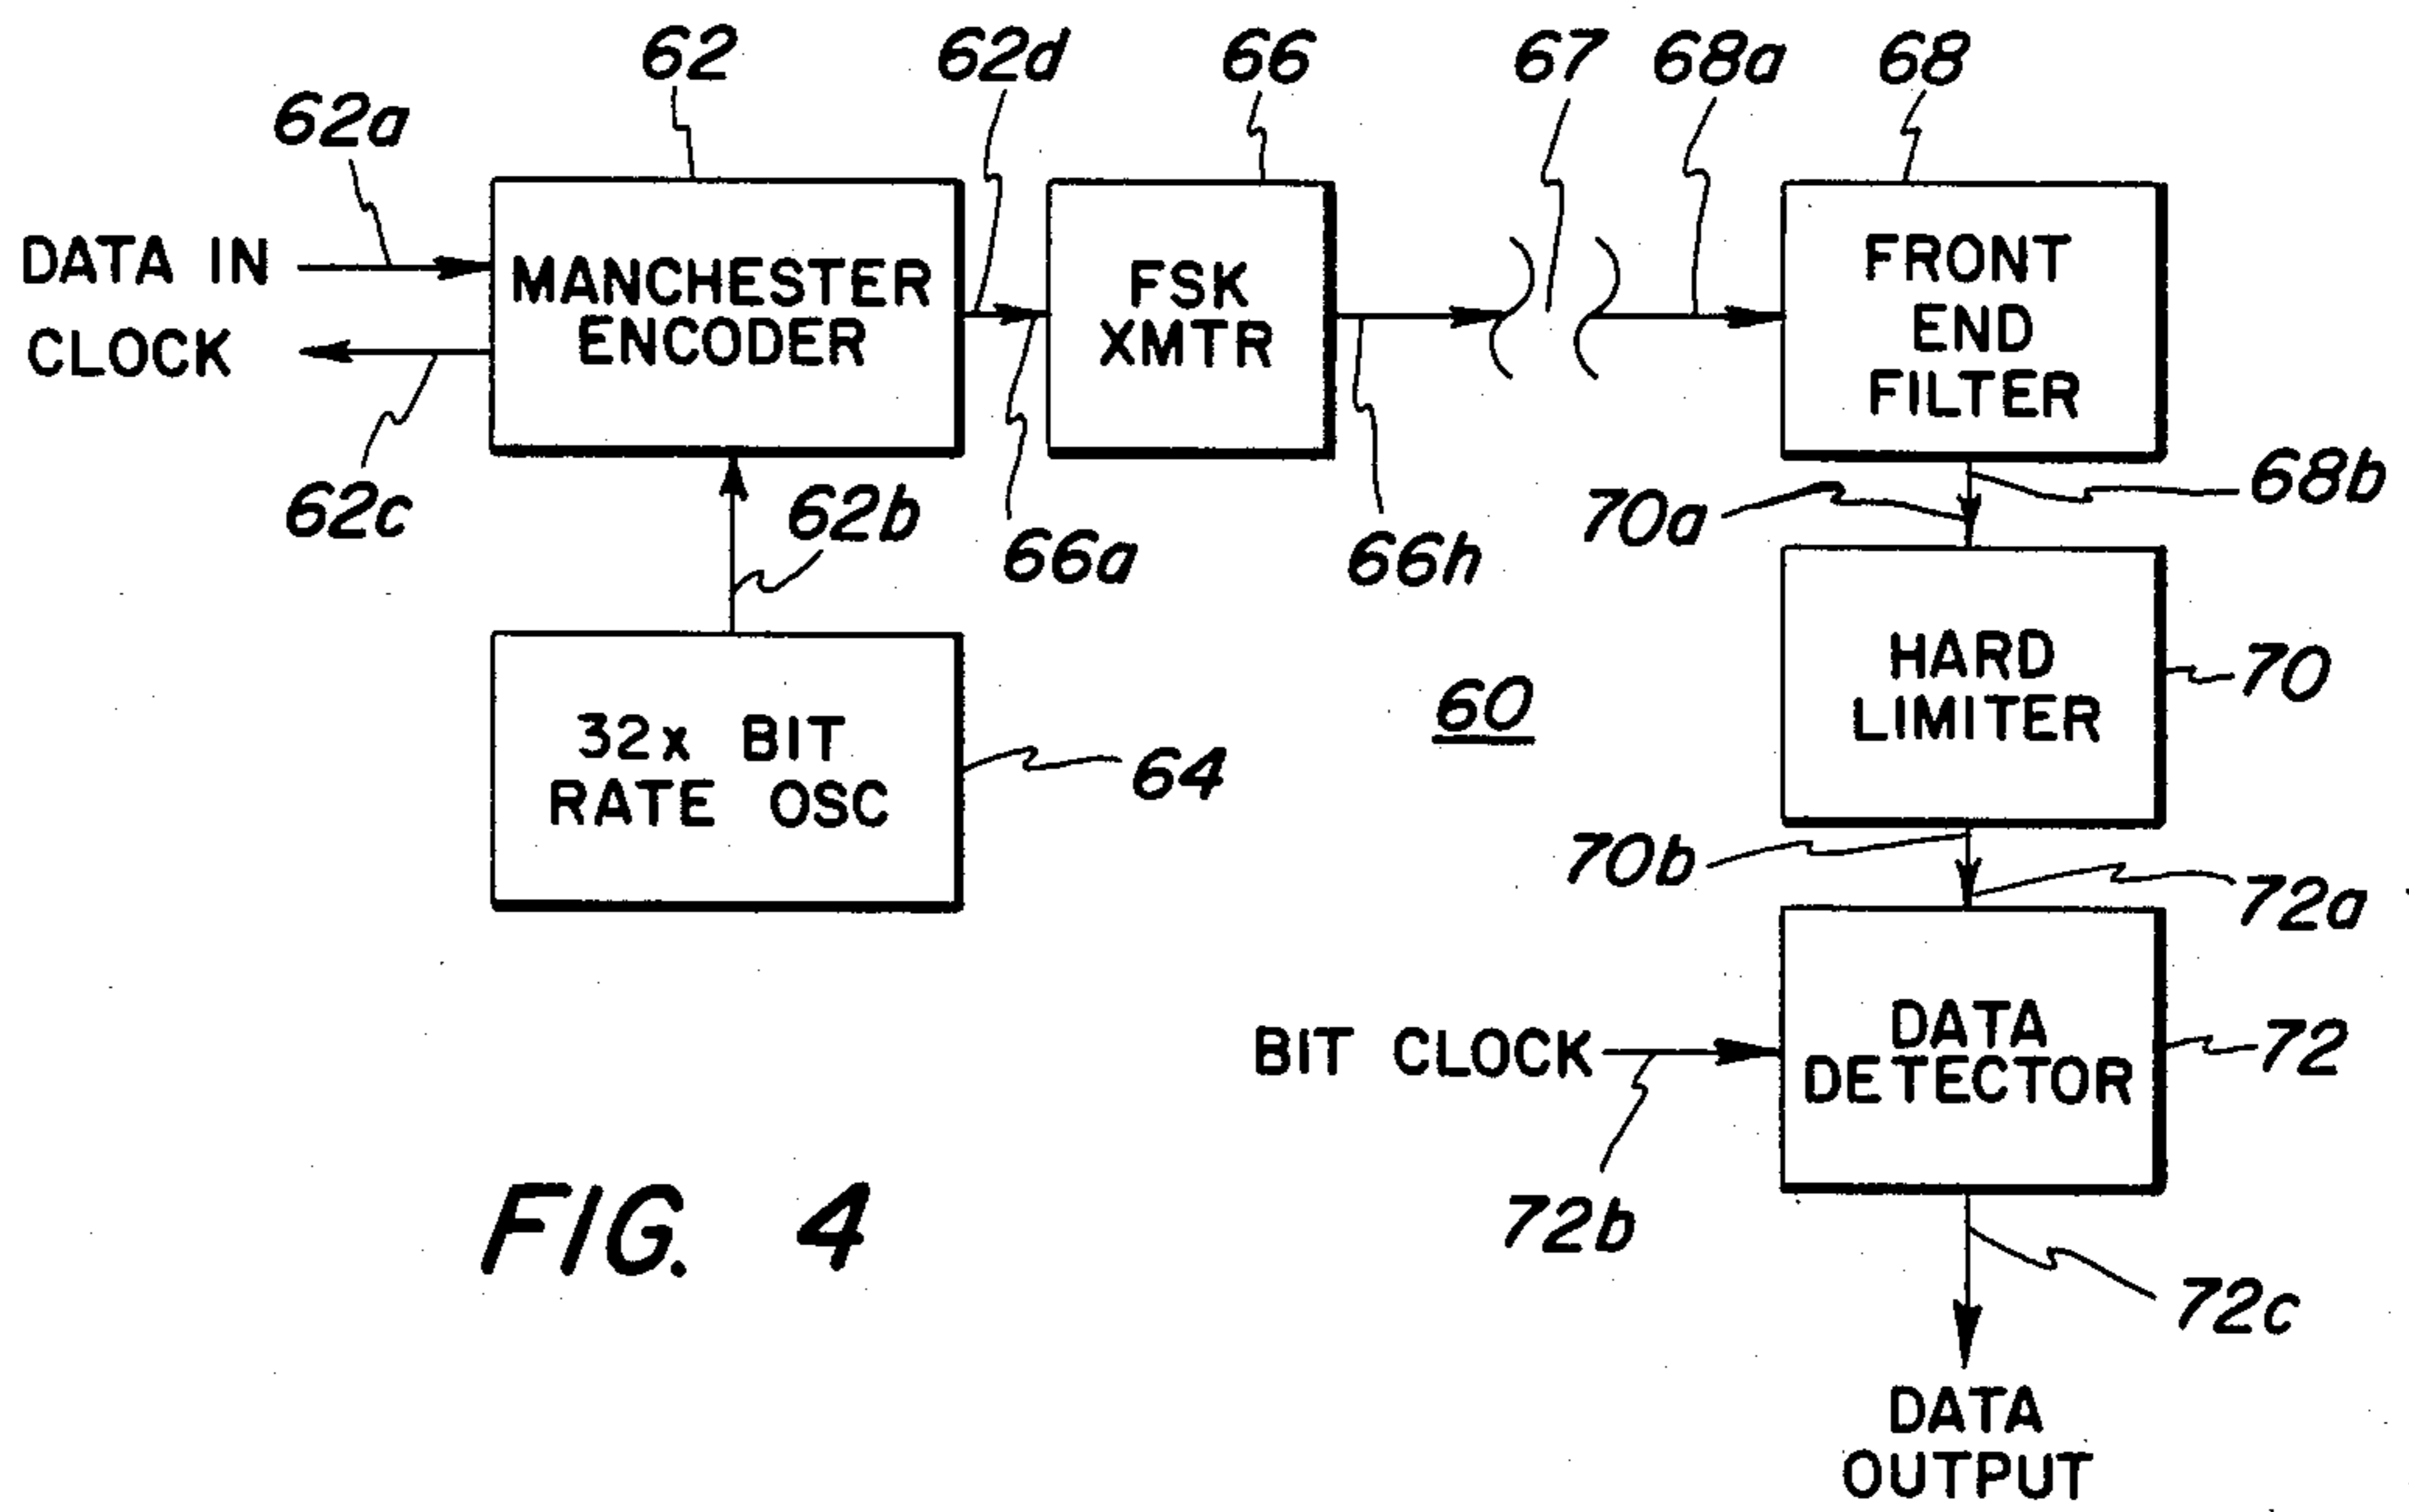 62 62d 66 67 68a 68
62a
DATA IN
CLOCK
62c
MANCHESTER
ENCODER
62b
66a
FSK
XMTR
66h
FRONT
END
FILTER
68b
70a
32x BIT
RATE OSC
64
60
HARD
LIMITER
70
70b
72a
BIT CLOCK
72b
DATA
DETECTOR
72
72c
DATA
OUTPUT
FIG. 4